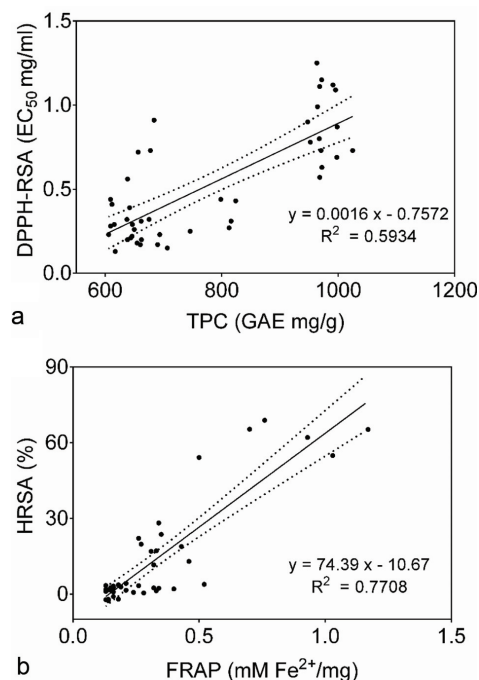 DPPH-RSA (EC50 mg/ml)
1.5
1.0
0.5
0.0
y = 0.0016 x - 0.7572
R2 = 0.5934
600
800
1000
1200
TPC (GAE mg/g)
a
HRSA (%)
90
60
30
0
y = 74.39 x - 10.67
R2 = 0.7708
0.0
0.5
1.0
1.5
FRAP (mM Fe2+/mg)
b